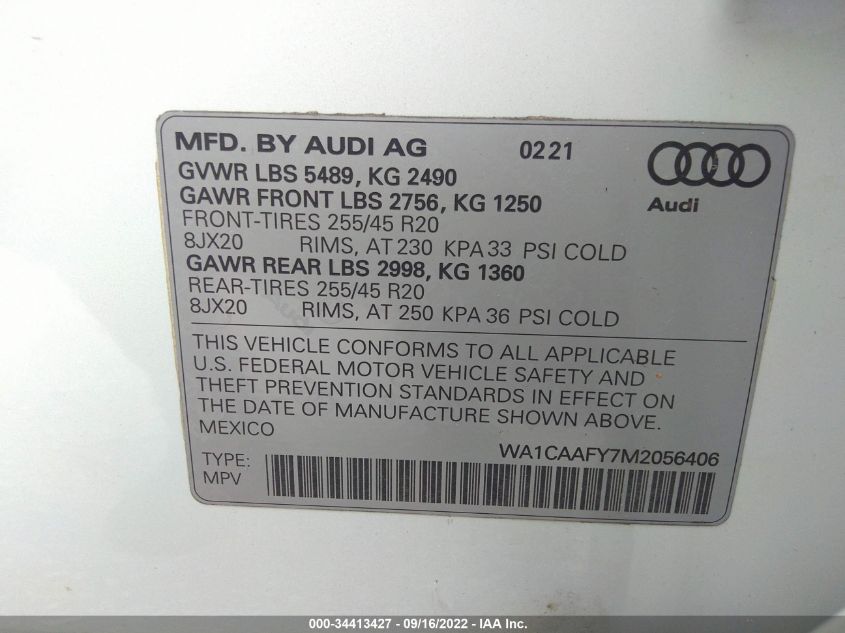 MFD. BY AUDI AG 0221
GVWR LBS 5489, KG 2490
GAWR FRONT LBS 2756, KG 1250
Audi
FRONT-TIRES 255/45 R20
8JX20 RIMS, AT 230 KPA 33 PSI COLD
GAWR REAR LBS 2998, KG 1360
REAR-TIRES 255/45 R20
8JX20 RIMS, AT 250 KPA 36 PSI COLD
THIS VEHICLE CONFORMS TO ALL APPLICABLE
U.S. FEDERAL MOTOR VEHICLE SAFETY AND
THEFT PREVENTION STANDARDS IN EFFECT ON
THE DATE OF MANUFACTURE SHOWN ABOVE.
MEXICO WA1CAAFY7M2056406
TYPE:
MPV
000-34413427 - 09/16/2022 - IAA Inc.